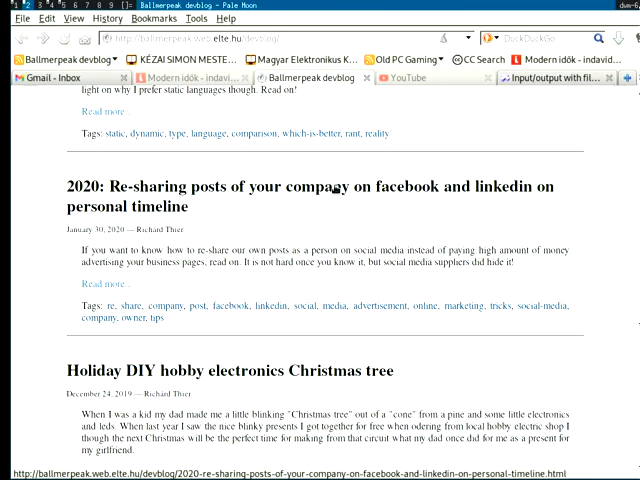 1 2 3 4 5 6 7 8 9 []= Ballmerpeak devblog - Pale Moon dwm-6.
File Edit View History Bookmarks Tools Help
http://ballmerpeak.web.elte.hu/devblog/ DuckDuckGo
Ballmerpeak devblog KÉZAI SIMON MESTE... Magyar Elektronikus K... Old PC Gaming CC Search Modern idők - indavid...
Gmail - Inbox Modern idők - indavi... Ballmerpeak devblog YouTube Input/output with fil...
light on why I prefer static languages though. Read on!
Read more...
Tags: static, dynamic, type, language, comparison, which-is-better, rant, reality
2020: Re-sharing posts of your company on facebook and linkedin on
personal timeline
January 30, 2020 — Richard Thier
If you want to know how to re-share our own posts as a person on social media instead of paying high amount of money
advertising your business pages, read on. It is not hard once you know it, but social media suppliers did hide it!
Read more...
Tags: re, share, company, post, facebook, linkedin, social, media, advertisement, online, marketing, tricks, social-media,
company, owner, tips
Holiday DIY hobby electronics Christmas tree
December 24, 2019 — Richard Thier
When I was a kid my dad made me a little blinking "Christmas tree" out of a "cone" from a pine and some little electronics
and leds. When last year I saw the nice blinky presents I got together for free when odering from local hobby electric shop I
though the next Christmas will be the perfect time for making from that circuit what my dad once did for me as a present for
my girlfriend.
http://ballmerpeak.web.elte.hu/devblog/2020-re-sharing-posts-of-your-company-on-facebook-and-linkedin-on-personal-timeline.html